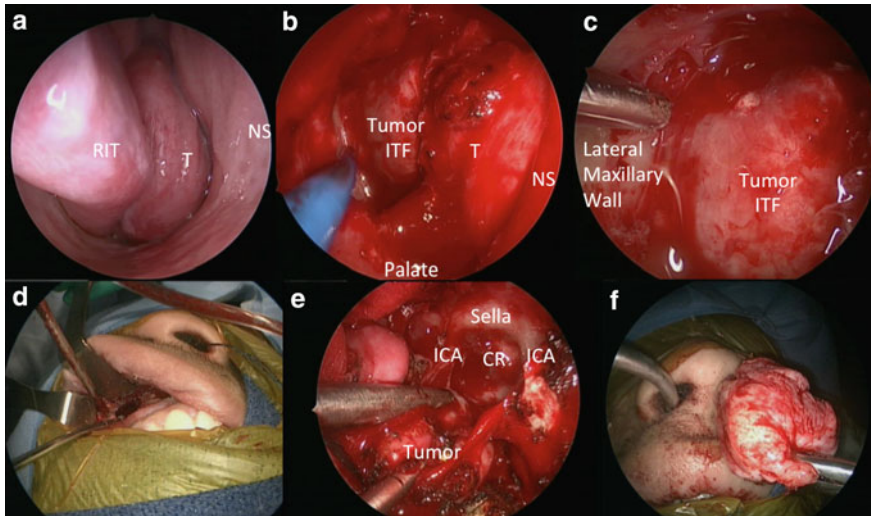 a
RIT
T
NS
b
Tumor
ITF
T
NS
Palate
c
Lateral
Maxillary
Wall
Tumor
ITF
d
e
Sella
ICA
CR
ICA
Tumor
f